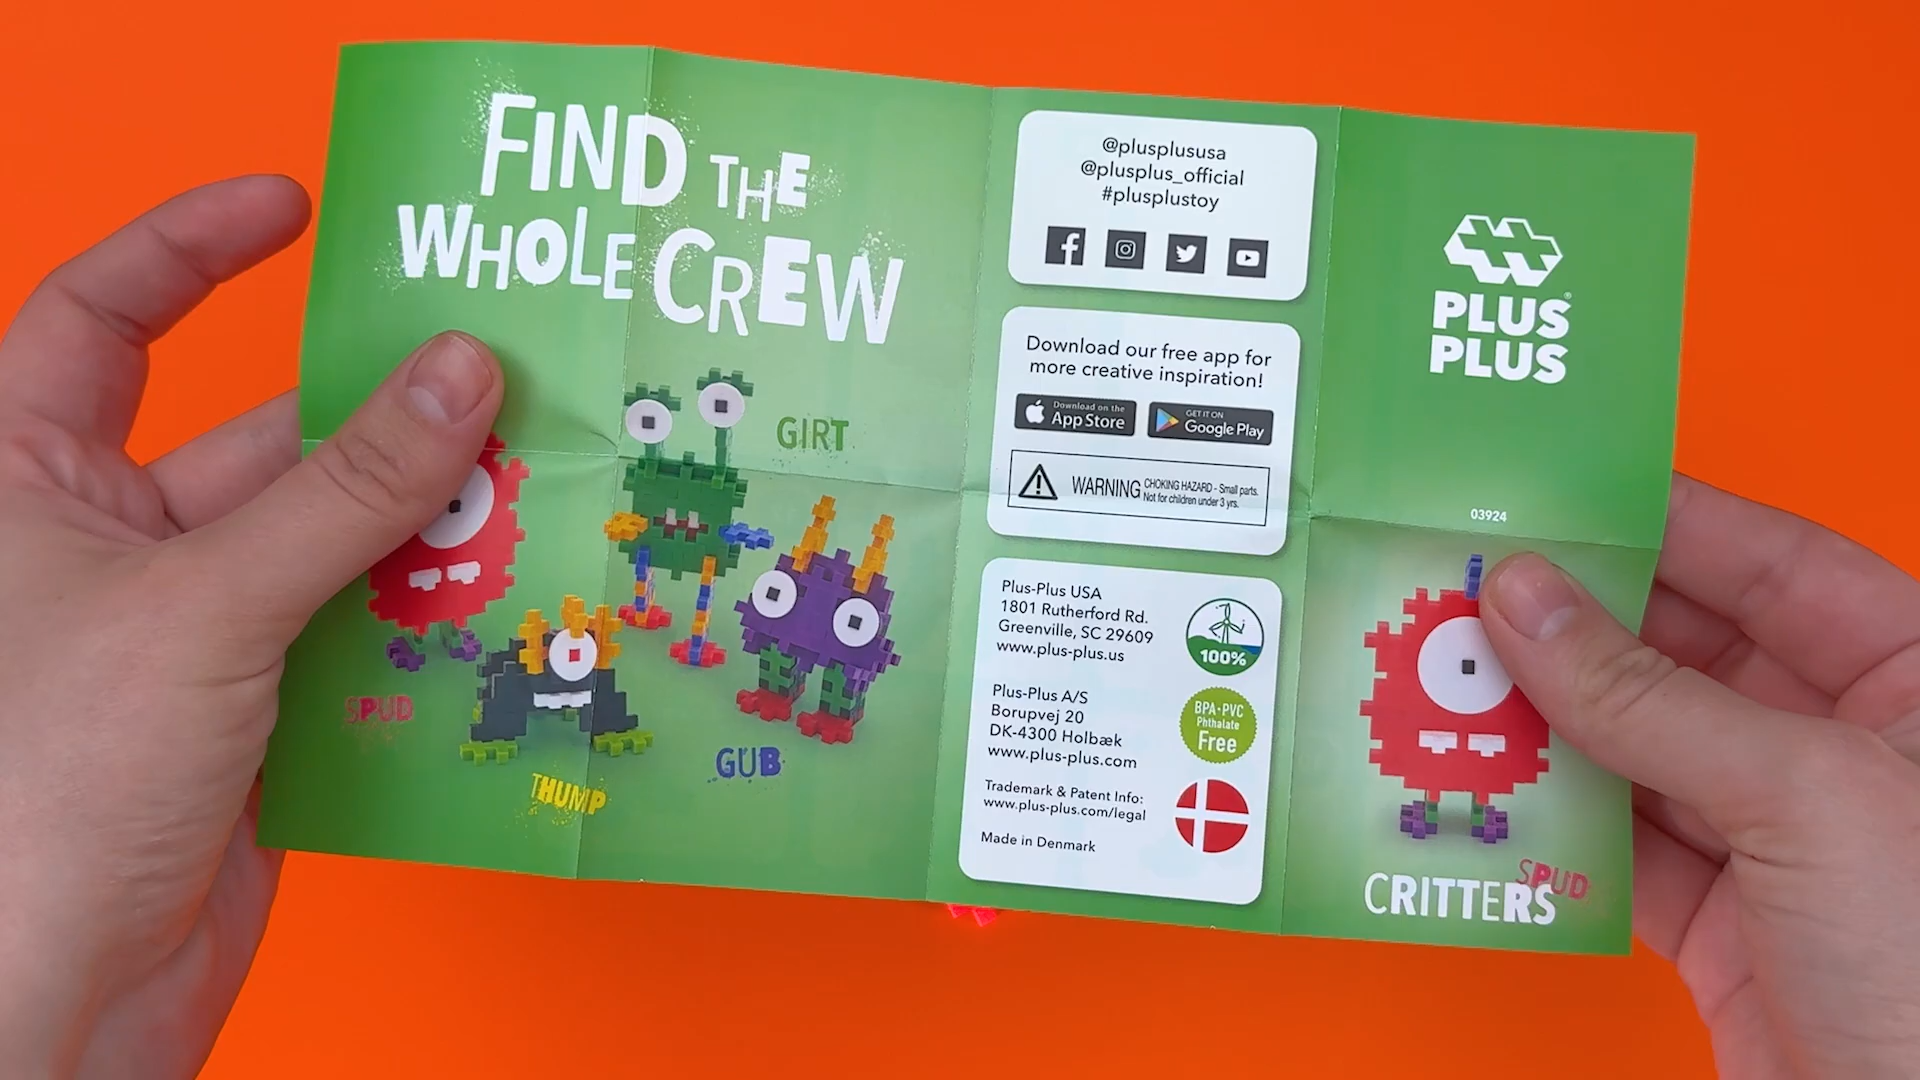 FIND THE
WHOLE CREW
GIRT
SPUD
THUMP
GUB
@plusplususa
@plusplus_official
#plusplustoy
Download our free app for
more creative inspiration!
Download on the
App Store
GET IT ON
Google Play
WARNING CHOKING HAZARD - Small parts.
Not for children under 3 yrs.
Plus-Plus USA
1801 Rutherford Rd.
Greenville, SC 29609
www.plus-plus.us
100%
Plus-Plus A/S
Borupvej 20
DK-4300 Holbæk
www.plus-plus.com
BPA・PVC
Phthalate
Free
Trademark & Patent Info:
www.plus-plus.com/legal
Made in Denmark
PLUS®
PLUS
03924
SPUD
CRITTERS